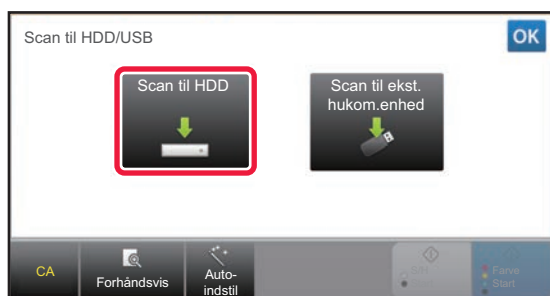 Scan til HDD/USB
OK
Scan til HDD
Scan til ekst.
hukom.enhed
CA
Forhåndsvis
Auto-
indstil
Farve
Start